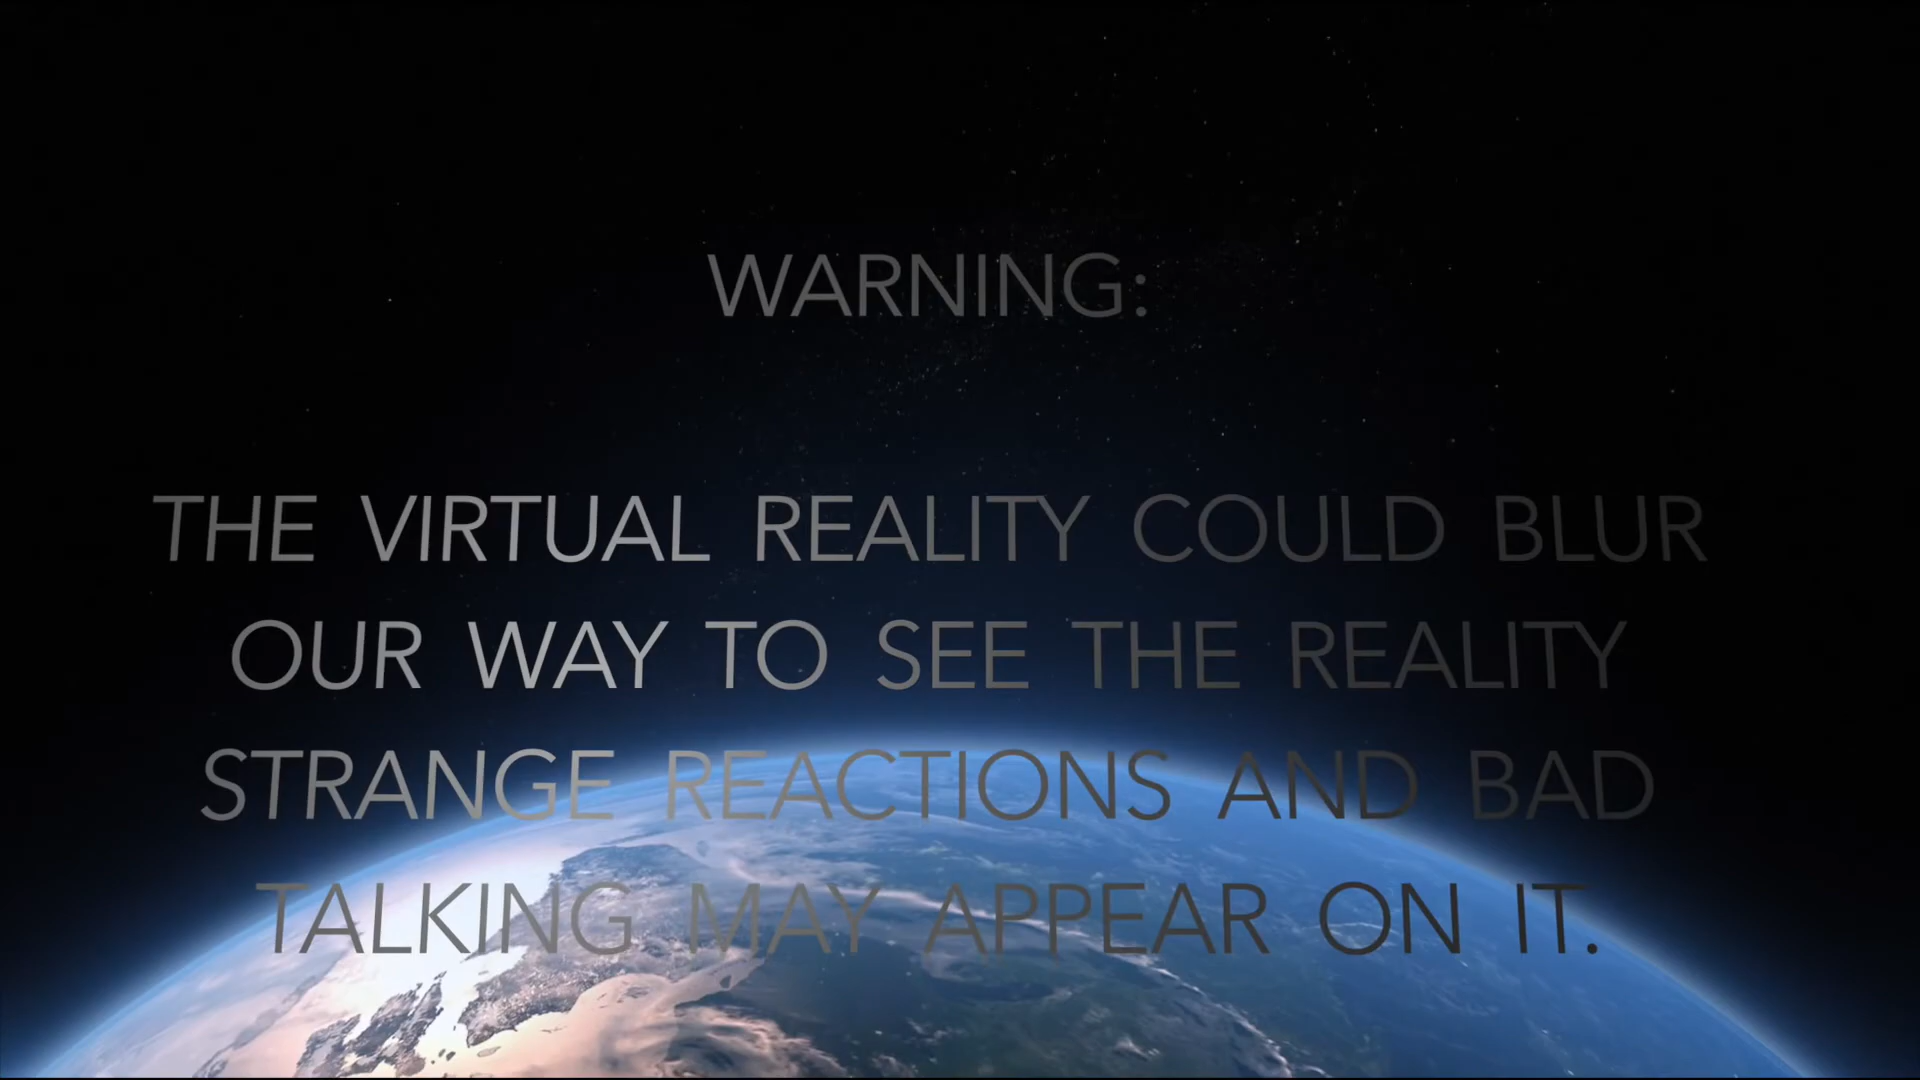 WARNING:
THE VIRTUAL REALITY COULD BLUR
OUR WAY TO SEE THE REALITY
STRANGE REACTIONS AND BAD
TALKING MAY APPEAR ON IT.